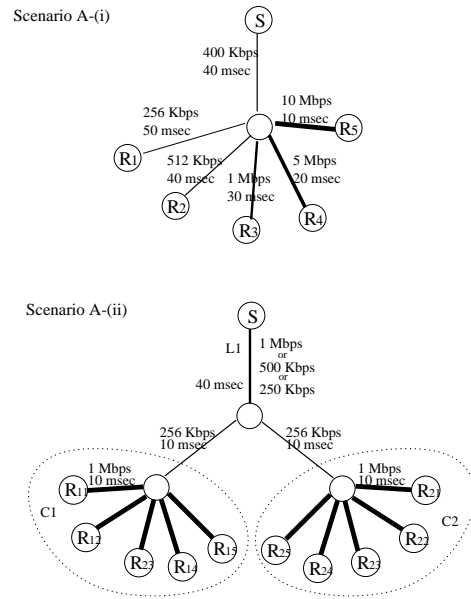 Scenario A-(i)
S
400 Kbps
40 msec
10 Mbps
10 msec
R5
256 Kbps
50 msec
R1
512 Kbps
40 msec
R2
1 Mbps
30 msec
R3
5 Mbps
20 msec
R4
Scenario A-(ii)
S
L1
1 Mbps
or
500 Kbps
or
250 Kbps
40 msec
256 Kbps
10 msec
256 Kbps
10 msec
1 Mbps
10 msec
R11
C1
R12
R23
R14
R15
1 Mbps
10 msec
R21
C2
R25
R24
R23
R22